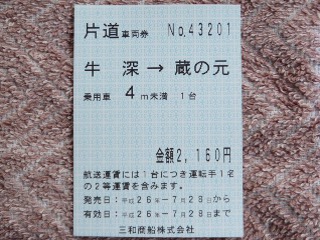 片道車両券 No.43201
牛 深 → 蔵の元
乗用車 4m未満 1台
金額2,160円
航送運賃には1台につき運転手1名
の2等運賃を含みます。
発売日：平成26年-7月28日から
有効日：平成26年-7月28日まで
三和商船株式会社